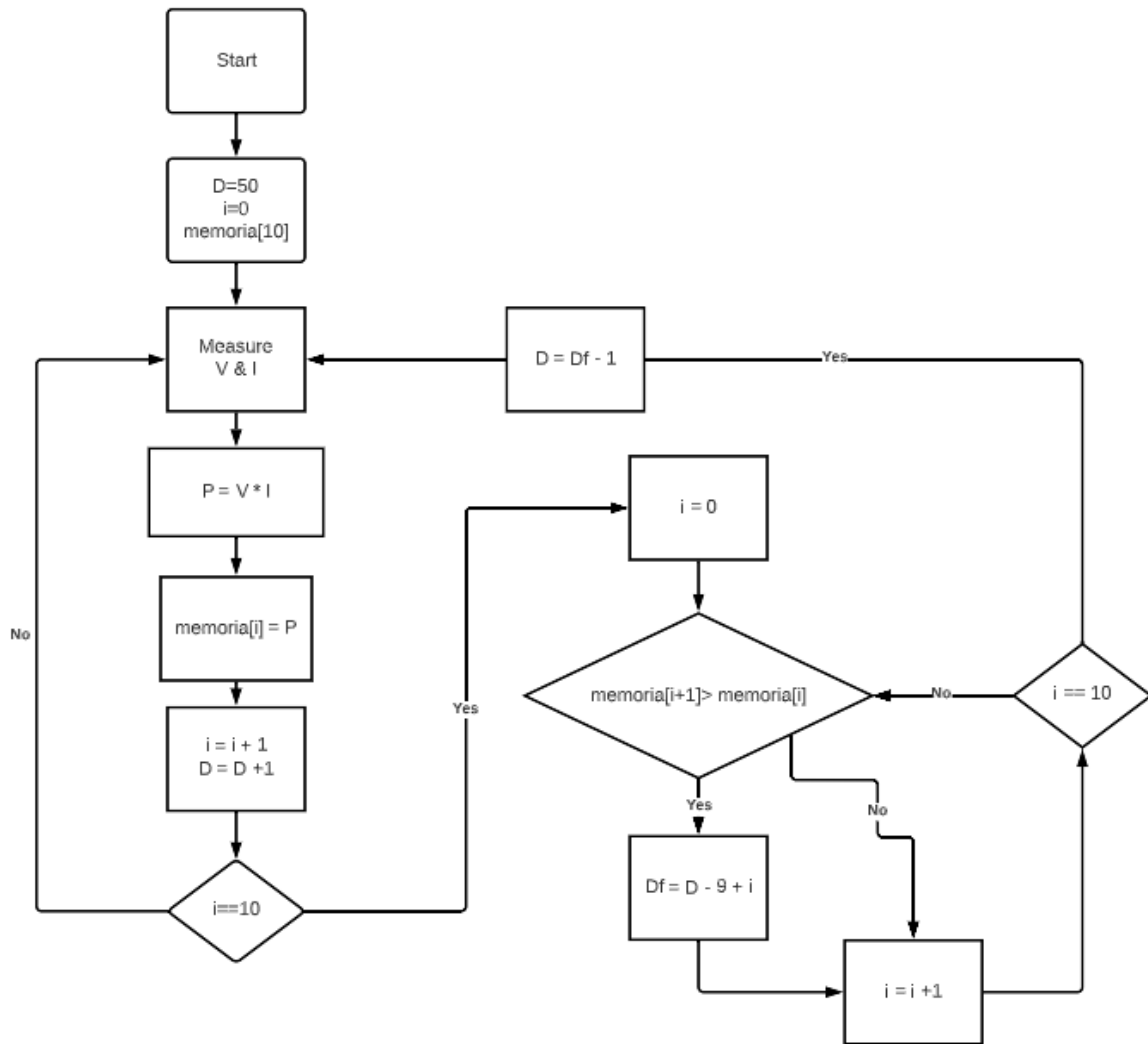 Start
D=50
i=0
memoria[10]
Measure
V & I
D = Df - 1
Yes
P = V * I
i = 0
memoria[i] = P
No
memoria[i+1]> memoria[i]
No
i == 10
Yes
i = i + 1
D = D +1
Yes
No
Df = D - 9 + i
i==10
i = i +1